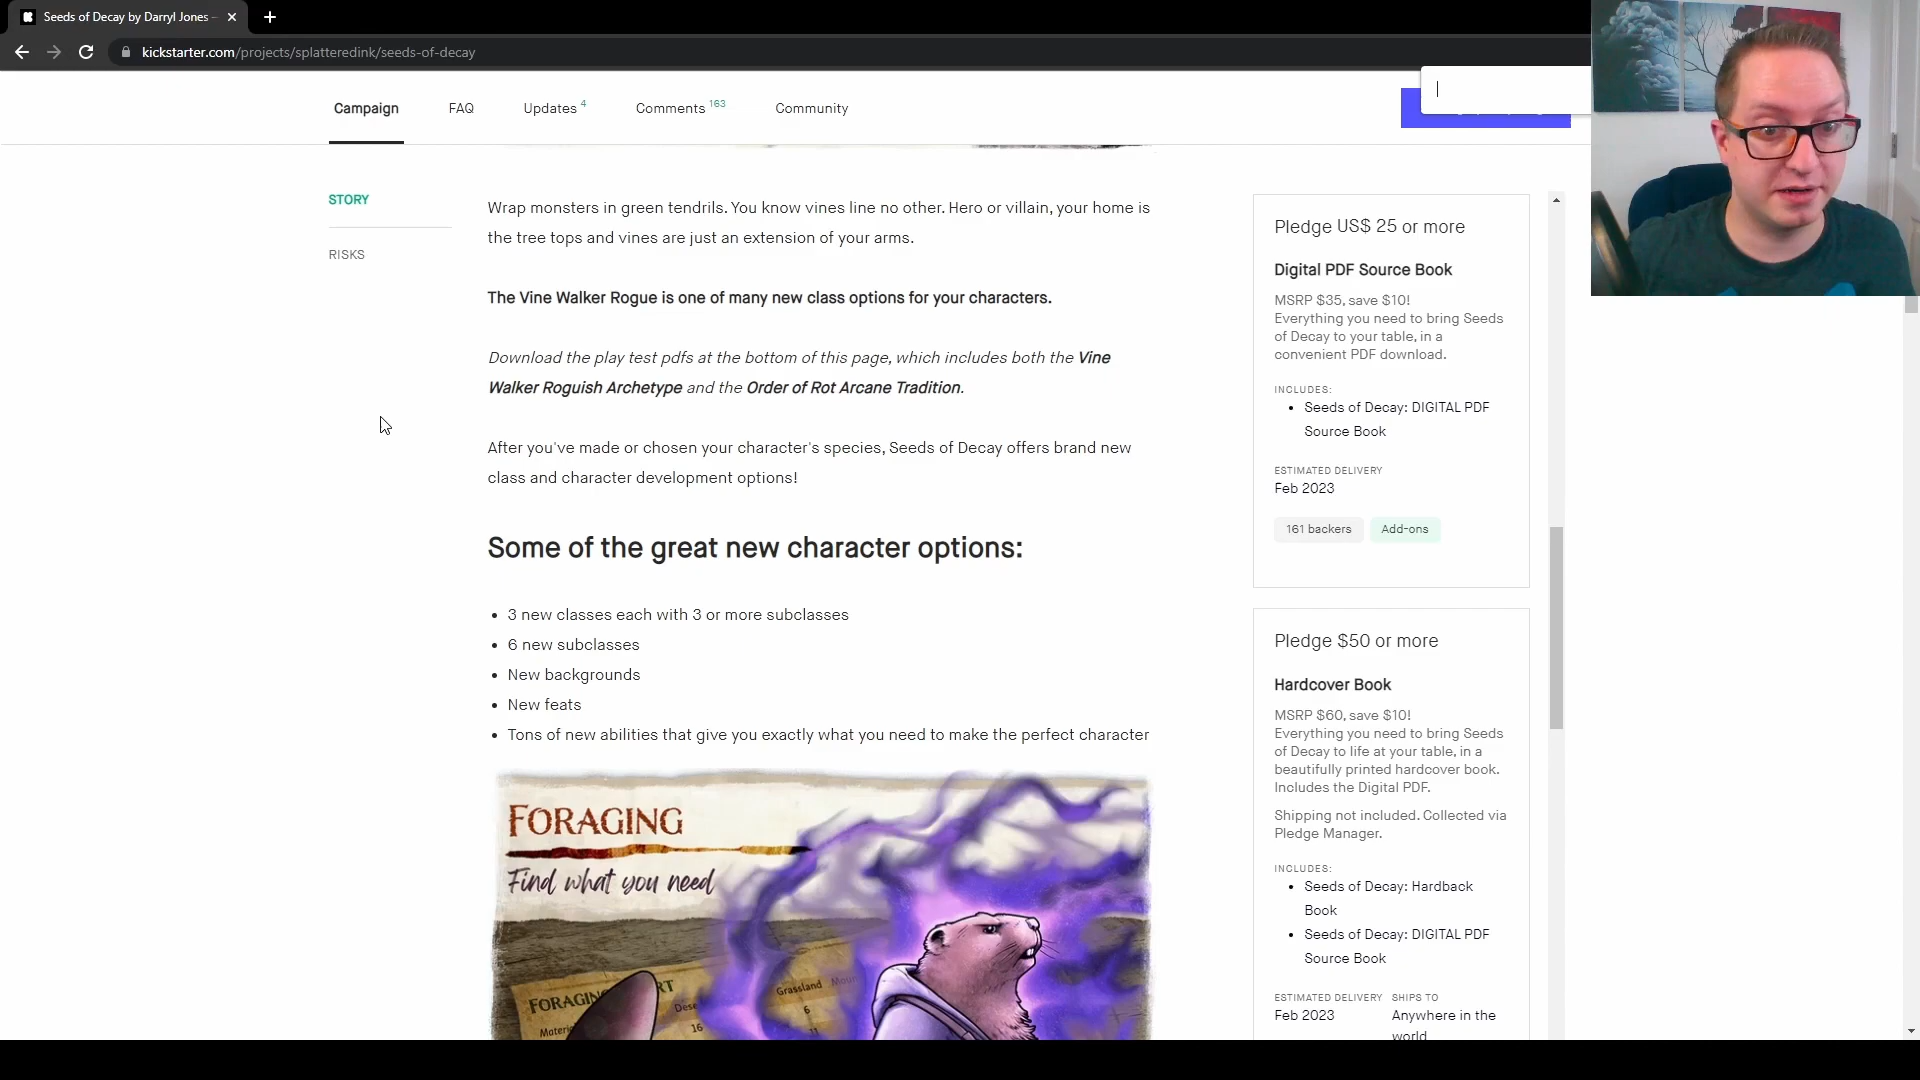 Seeds of Decay by Darryl Jones –
kickstarter.com/projects/splatteredink/seeds-of-decay
Campaign
FAQ
Updates 4
Comments 163
Community
STORY
RISKS
Wrap monsters in green tendrils. You know vines line no other. Hero or villain, your home is
the tree tops and vines are just an extension of your arms.
The Vine Walker Rogue is one of many new class options for your characters.
Download the play test pdfs at the bottom of this page, which includes both the Vine
Walker Roguish Archetype and the Order of Rot Arcane Tradition.
After you've made or chosen your character's species, Seeds of Decay offers brand new
class and character development options!
Some of the great new character options:
• 3 new classes each with 3 or more subclasses
• 6 new subclasses
• New backgrounds
• New feats
• Tons of new abilities that give you exactly what you need to make the perfect character
FORAGING
Find what you need
FORAGING
Grassland
6
16
Pledge US$ 25 or more
Digital PDF Source Book
MSRP $35, save $10!
Everything you need to bring Seeds
of Decay to your table, in a
convenient PDF download.
INCLUDES:
• Seeds of Decay: DIGITAL PDF
Source Book
ESTIMATED DELIVERY
Feb 2023
161 backers
Add-ons
Pledge $50 or more
Hardcover Book
MSRP $60, save $10!
Everything you need to bring Seeds
of Decay to life at your table, in a
beautifully printed hardcover book.
Includes the Digital PDF.
Shipping not included. Collected via
Pledge Manager.
INCLUDES:
• Seeds of Decay: Hardback
Book
• Seeds of Decay: DIGITAL PDF
Source Book
ESTIMATED DELIVERY SHIPS TO
Feb 2023 Anywhere in the
world